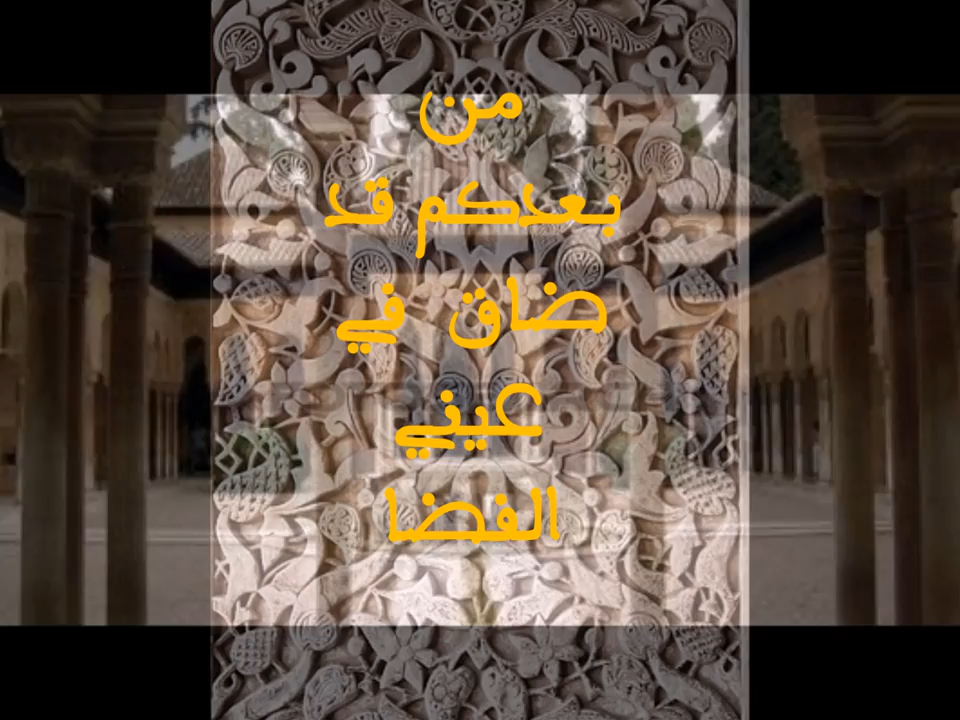 من
بعدكم قد
ضاق في
عيني
الفضا